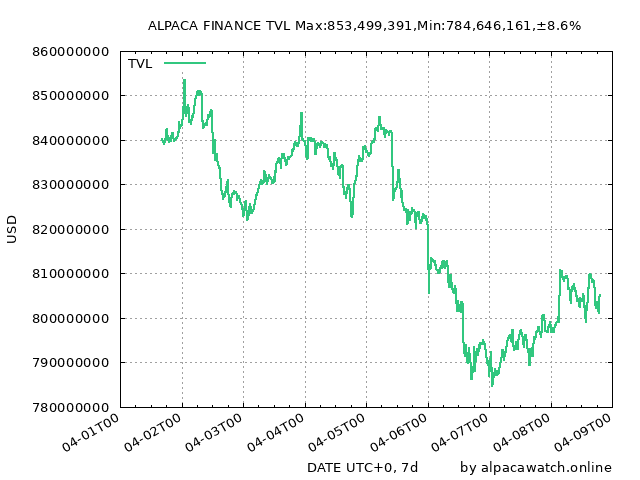 ALPACA FINANCE TVL Max:853,499,391,Min:784,646,161,±8.6%
860000000
TVL
850000000
840000000
830000000
820000000
USD
810000000
800000000
790000000
780000000
04-01T00 04-02T00 04-03T00 04-04T00 04-05T00 04-06T00 04-07T00 04-08T00 04-09T00
DATE UTC+0, 7d by alpacawatch.online